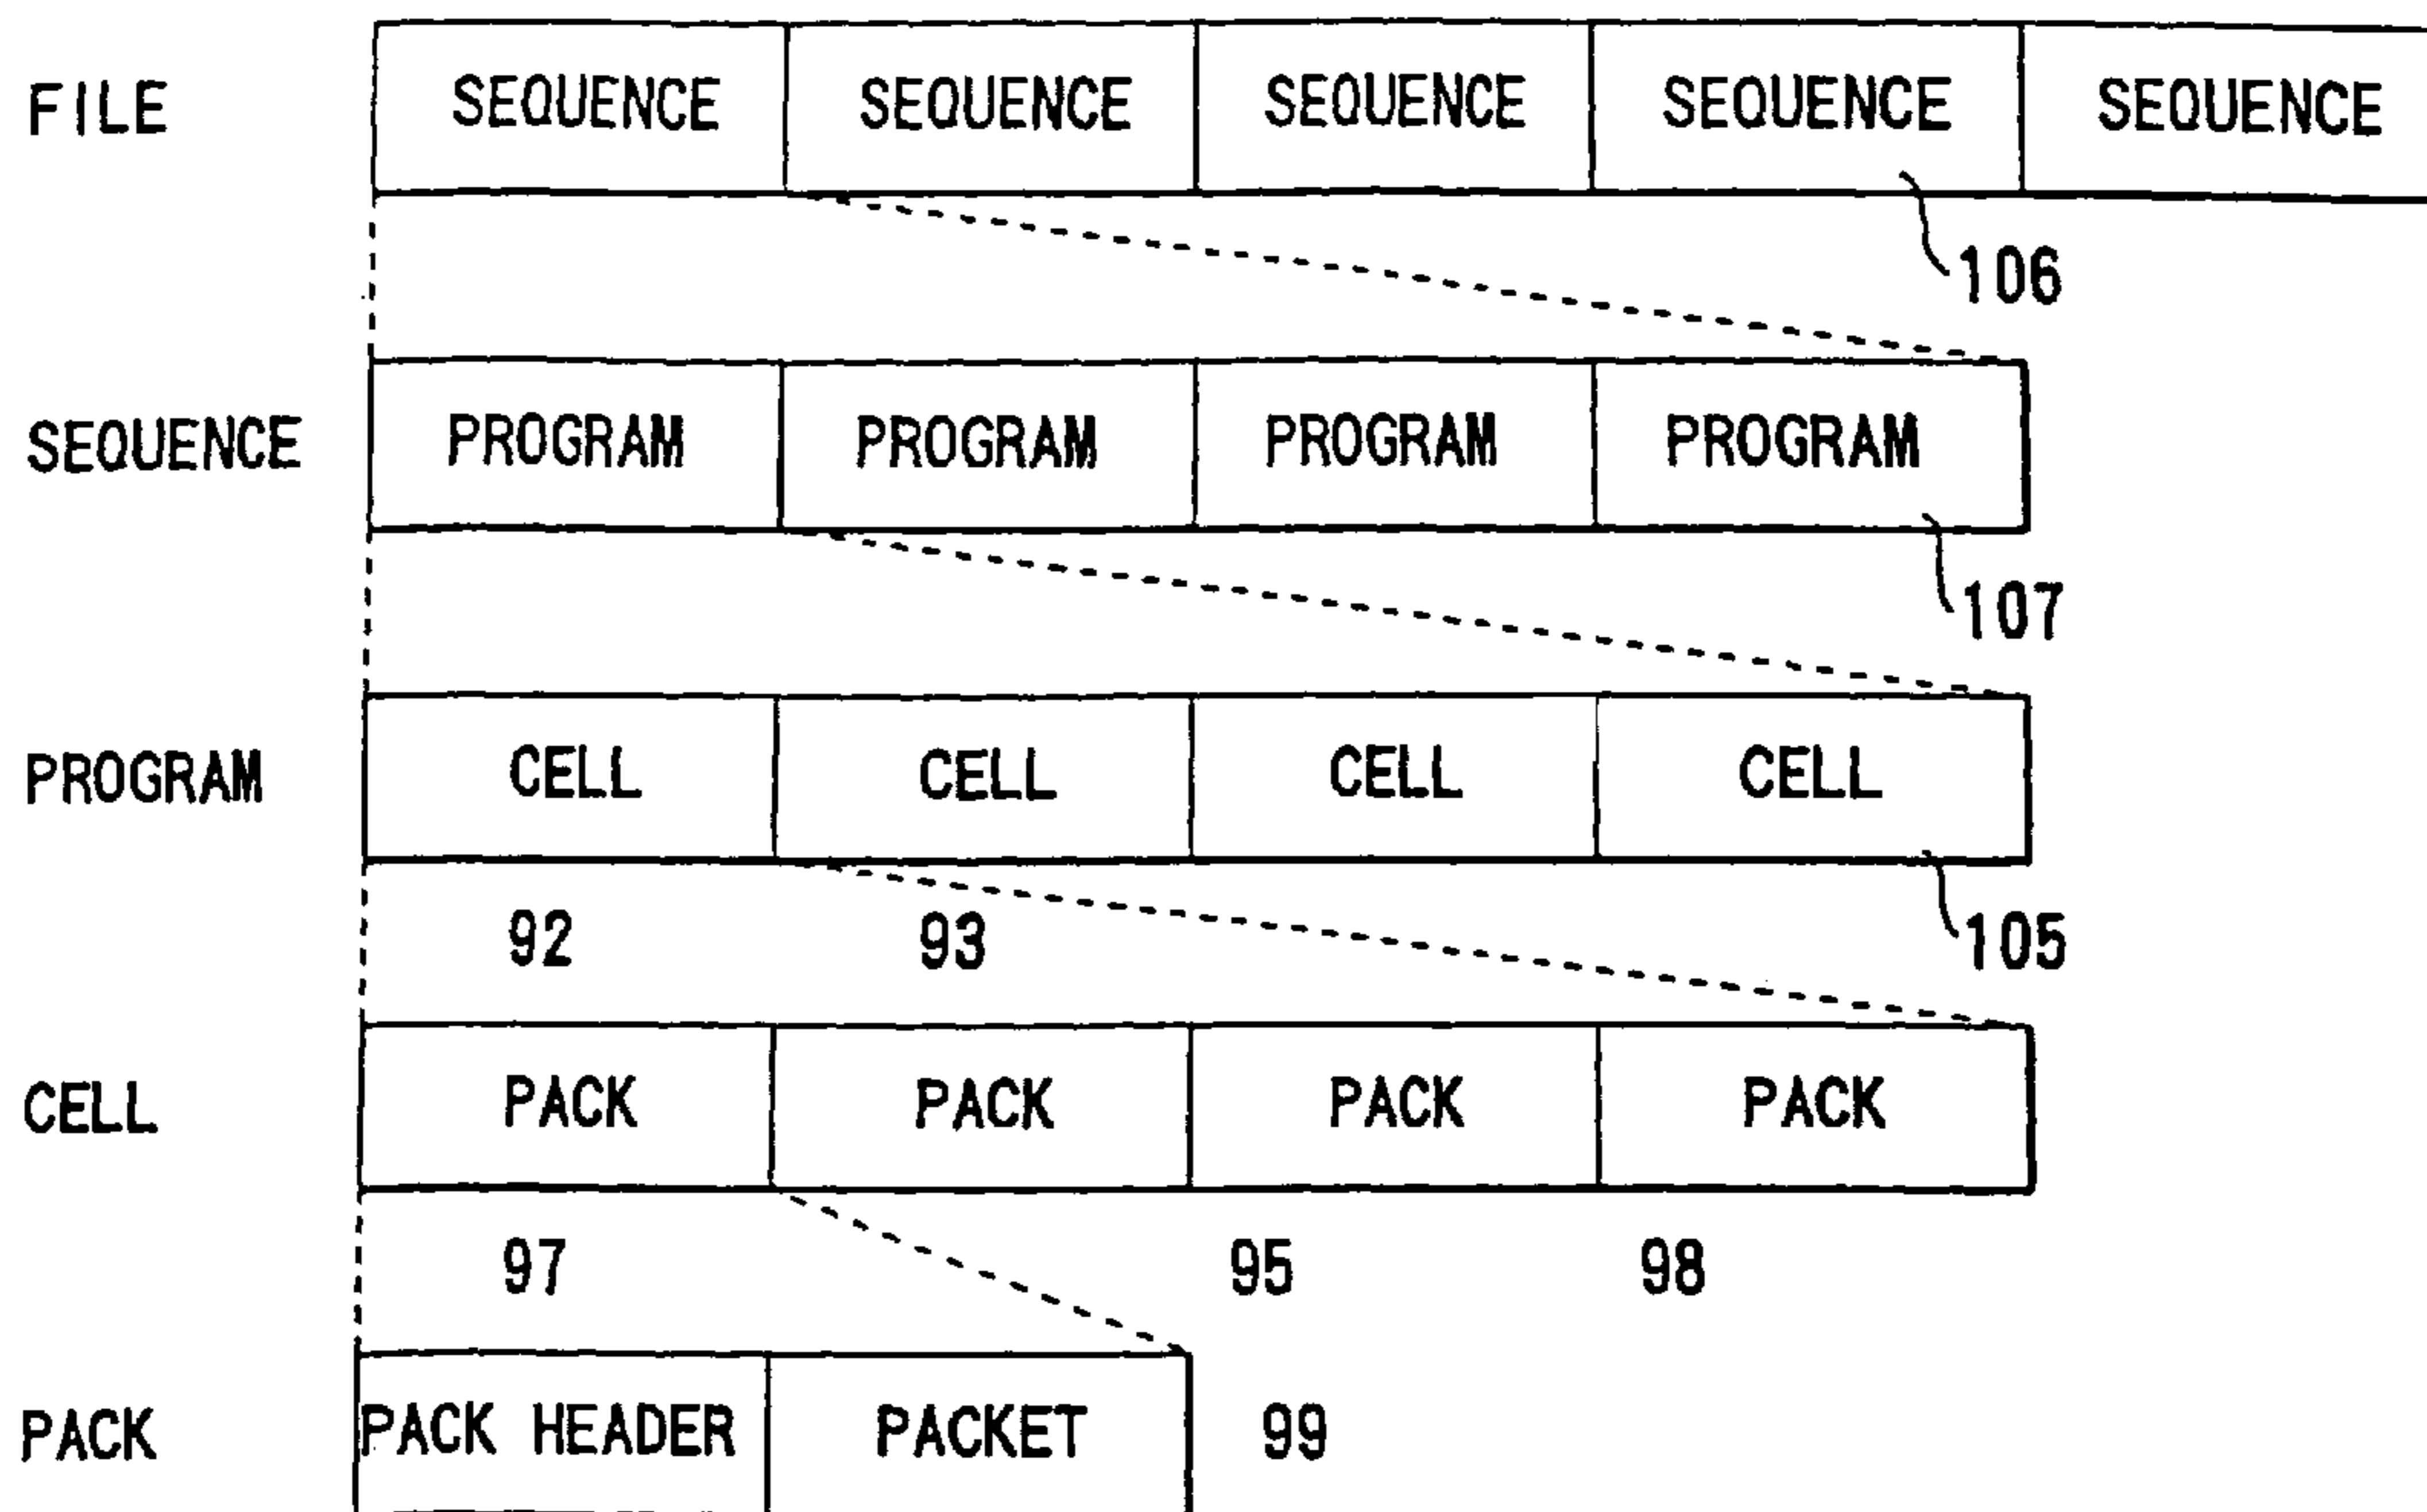 FILE SEQUENCE SEQUENCE SEQUENCE SEQUENCE SEQUENCE
106
SEQUENCE PROGRAM PROGRAM PROGRAM PROGRAM
107
PROGRAM CELL CELL CELL CELL
92 93 105
CELL PACK PACK PACK PACK
97 95 98
PACK PACK HEADER PACKET 99